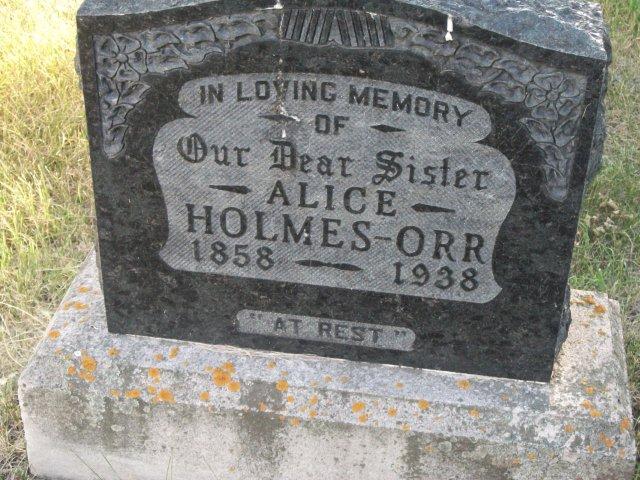 IN LOVING MEMORY
OF
Our Dear Sister
ALICE
HOLMES-ORR
1858 — 1938
"AT REST"